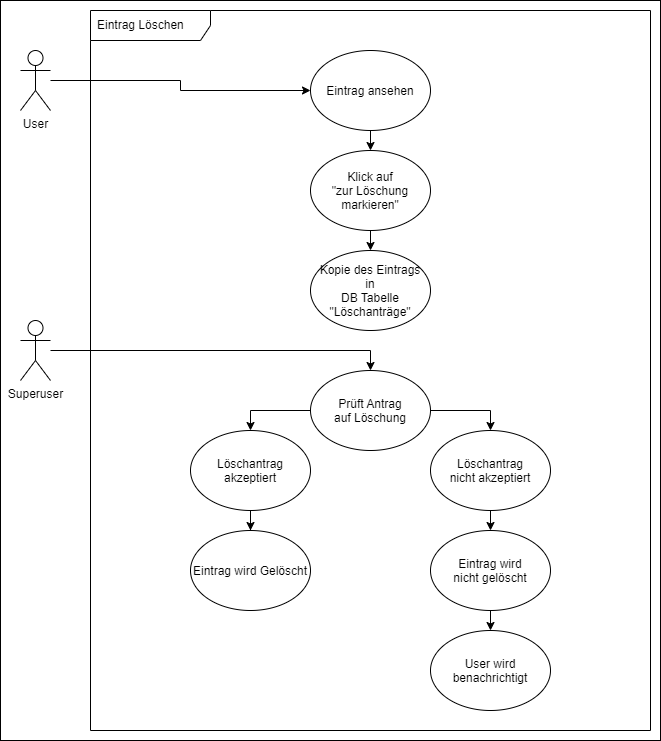 Eintrag Löschen
Eintrag ansehen
User
Klick auf
"zur Löschung
markieren"
Kopie des Eintrags
in
DB Tabelle
"Löschanträge"
Superuser
Prüft Antrag
auf Löschung
Löschantrag
akzeptiert
Löschantrag
nicht akzeptiert
Eintrag wird Gelöscht
Eintrag wird
nicht gelöscht
User wird
benachrichtigt